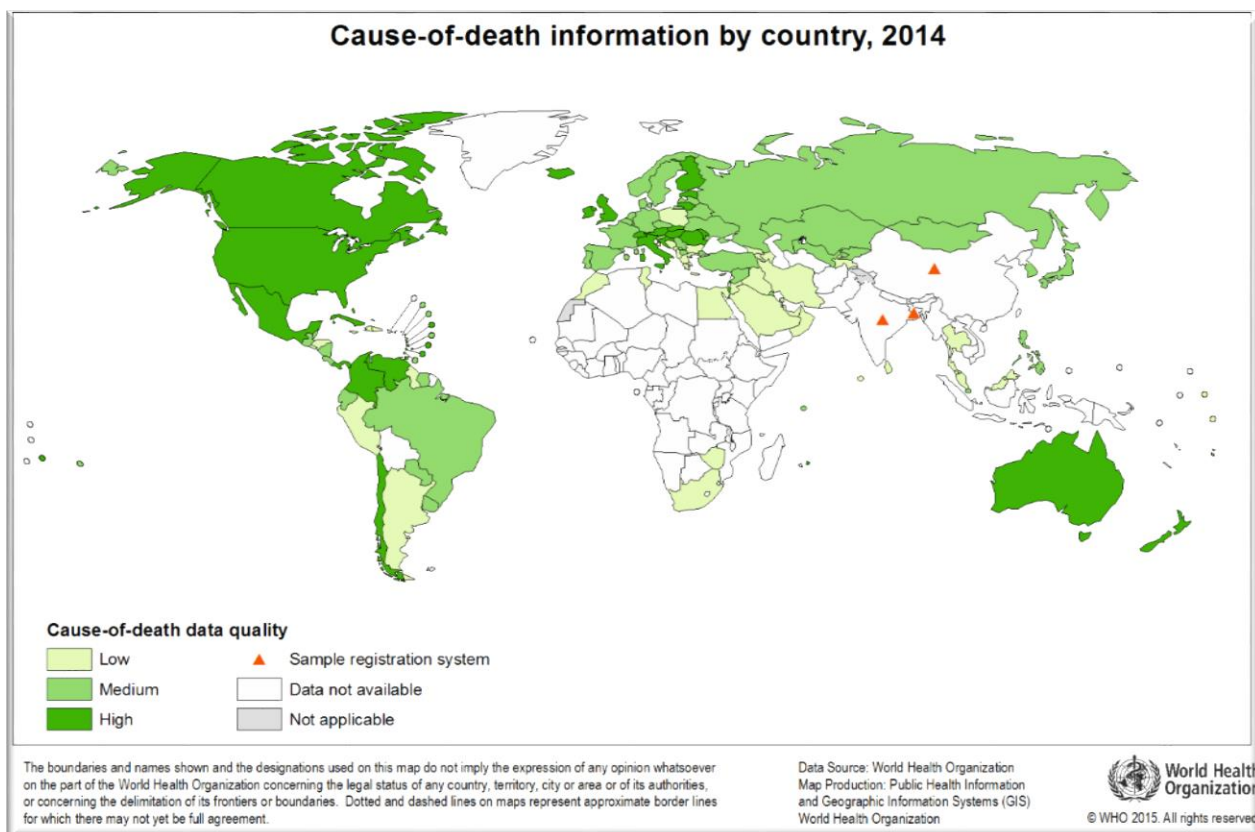 Cause-of-death information by country, 2014
Cause-of-death data quality
Low
Medium
High
Sample registration system
Data not available
Not applicable
The boundaries and names shown and the designations used on this map do not imply the expression of any opinion whatsoever
on the part of the World Health Organization concerning the legal status of any country, territory, city or area or of its authorities,
or concerning the delimitation of its frontiers or boundaries. Dotted and dashed lines on maps represent approximate border lines
for which there may not yet be full agreement.
Data Source: World Health Organization
Map Production: Public Health Information
and Geographic Information Systems (GIS)
World Health Organization
World Health
Organization
© WHO 2015. All rights reserved